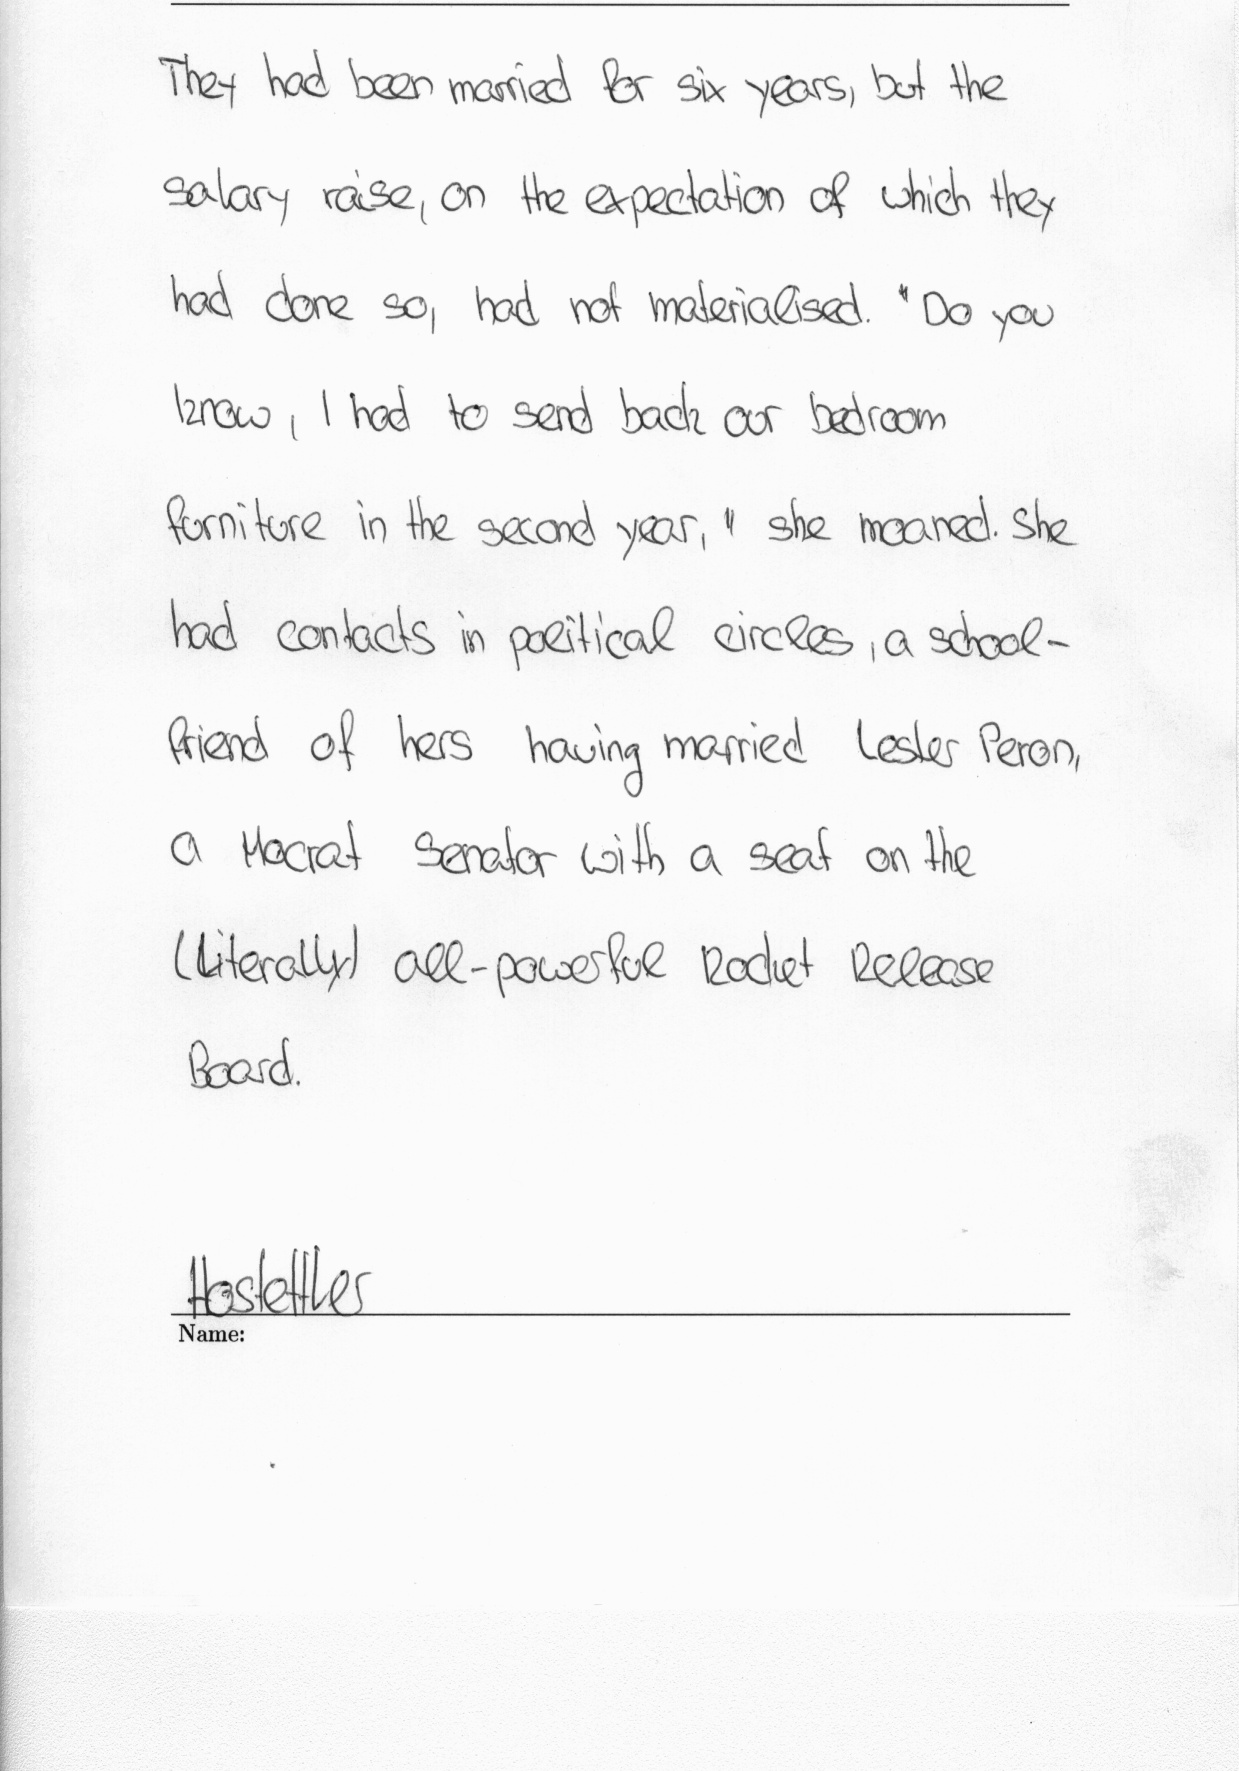 They had been married for six years, but the
salary raise, on the expectation of which they
had done so, had not materialised. "Do you
know, I had to send back our bedroom
furniture in the second year," she moaned. She
had contacts in political circles, a school-
friend of hers having married Lester Peron,
a Mocrat Senator with a seat on the
(Literally) all-powerful Rocket Release
Board.
Hostettler
Name: